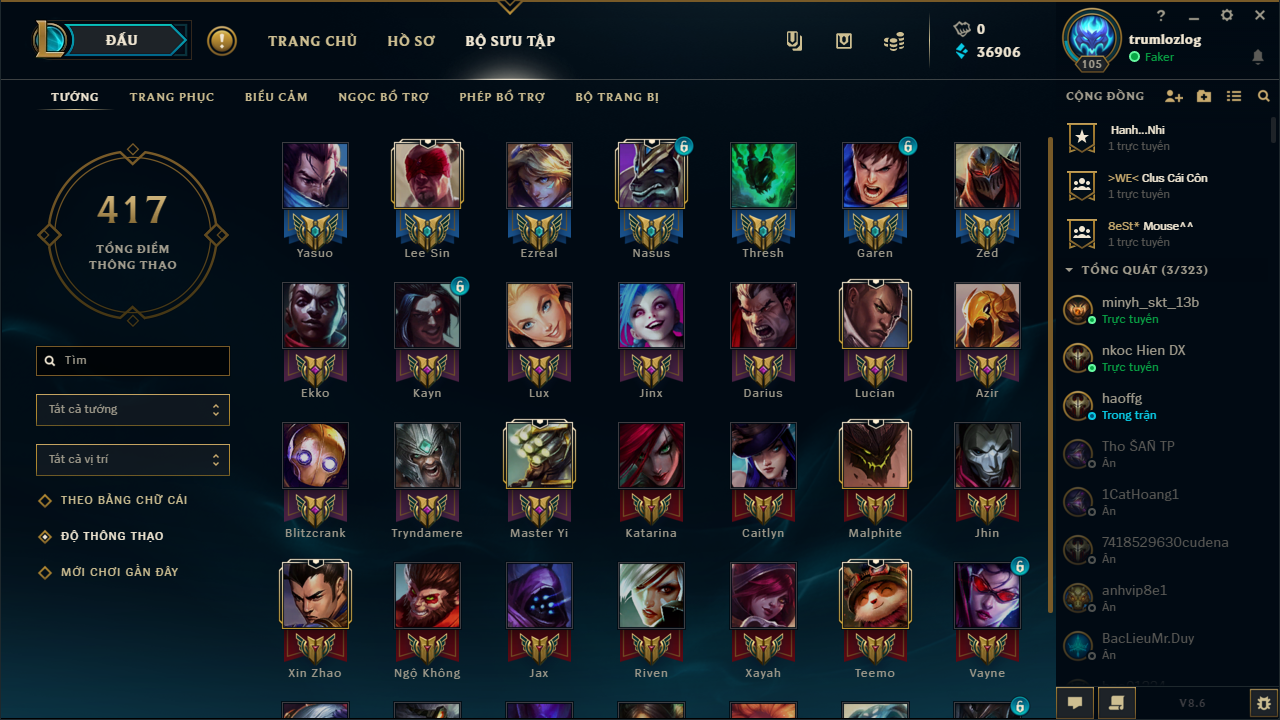 ĐẤU
TRANG CHỦ
HỒ SƠ
BỘ SƯU TẬP
0
36906
105
trumlozlog
Faker
TƯỚNG
TRANG PHỤC
BIỂU CẢM
NGỌC BỔ TRỢ
PHÉP BỔ TRỢ
BỘ TRANG BỊ
417
TỔNG ĐIỂM
THÔNG THẠO
Tìm
Tất cả tướng
Tất cả vị trí
THEO BẢNG CHỮ CÁI
ĐỘ THÔNG THẠO
MỚI CHƠI GẦN ĐÂY
6
6
Yasuo
Lee Sin
Ezreal
Nasus
Thresh
Garen
Zed
6
Ekko
Kayn
Lux
Jinx
Darius
Lucian
Azir
Blitzcrank
Tryndamere
Master Yi
Katarina
Caitlyn
Malphite
Jhin
6
Xin Zhao
Ngộ Không
Jax
Riven
Xayah
Teemo
Vayne
6
CỘNG ĐỒNG
Hanh...Nhi
1 trực tuyến
>WE< Clus Cái Côn
1 trực tuyến
8eSt* Mouse^^
1 trực tuyến
TỔNG QUÁT (3/323)
minyh_skt_13b
Trực tuyến
nkoc Hien DX
Trực tuyến
haoffg
Trong trận
Tho ŠAÑ TP
Ẩn
1CatHoang1
Ẩn
7418529630cudena
Ẩn
anhvip8e1
Ẩn
BacLieuMr.Duy
Ẩn
V8.6